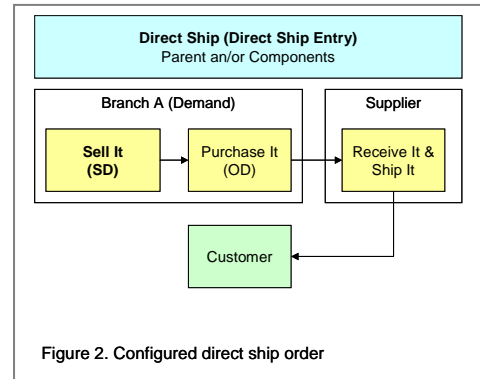 Direct Ship (Direct Ship Entry)
Parent an/or Components
Branch A (Demand)
Supplier
Sell It
(SD)
Purchase It
(OD)
Receive It &
Ship It
Customer
Figure 2. Configured direct ship order